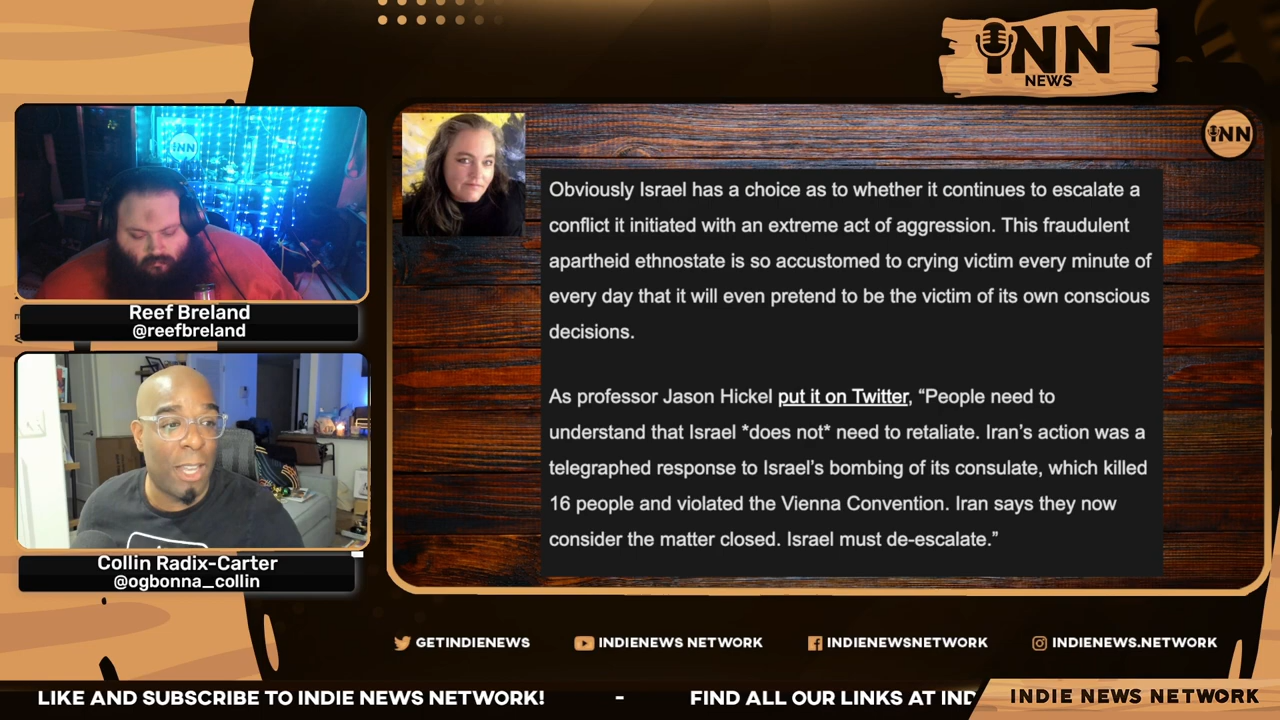 iNN
NEWS
iNN
iNN
Obviously Israel has a choice as to whether it continues to escalate a
conflict it initiated with an extreme act of aggression. This fraudulent
apartheid ethnostate is so accustomed to crying victim every minute of
every day that it will even pretend to be the victim of its own conscious
decisions.
As professor Jason Hickel put it on Twitter, “People need to
understand that Israel *does not* need to retaliate. Iran’s action was a
telegraphed response to Israel’s bombing of its consulate, which killed
16 people and violated the Vienna Convention. Iran says they now
consider the matter closed. Israel must de-escalate.”
Reef Breland
@reefbreland
Collin Radix-Carter
@ogbonna_collin
GETINDIENEWS
INDIENEWS NETWORK
INDIENEWSNETWORK
INDIENEWS.NETWORK
LIKE AND SUBSCRIBE TO INDIE NEWS NETWORK! - FIND ALL OUR LINKS AT IND
INDIE NEWS NETWORK